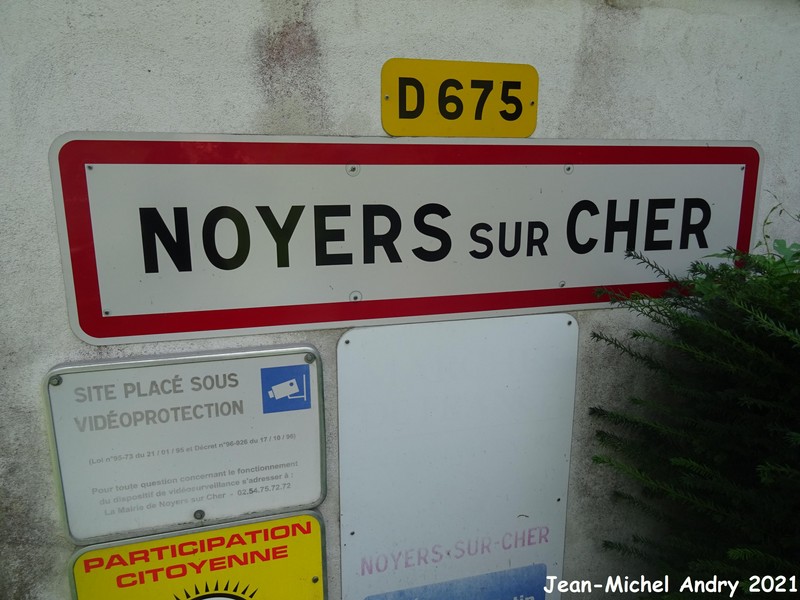 D 675
NOYERS SUR CHER
SITE PLACÉ SOUS
VIDÉOPROTECTION
(Loi n°95-73 du 21 / 01 / 95 et Décret n°96-926 du 17 / 10 / 96)
Pour toute question concernant le fonctionnement
du dispositif de vidéosurveillance s'adresser à :
La Mairie de Noyers sur Cher - 02.54.75.72.72
PARTICIPATION
CITOYENNE
NOYERS-SUR-CHER
Jean-Michel Andry 2021